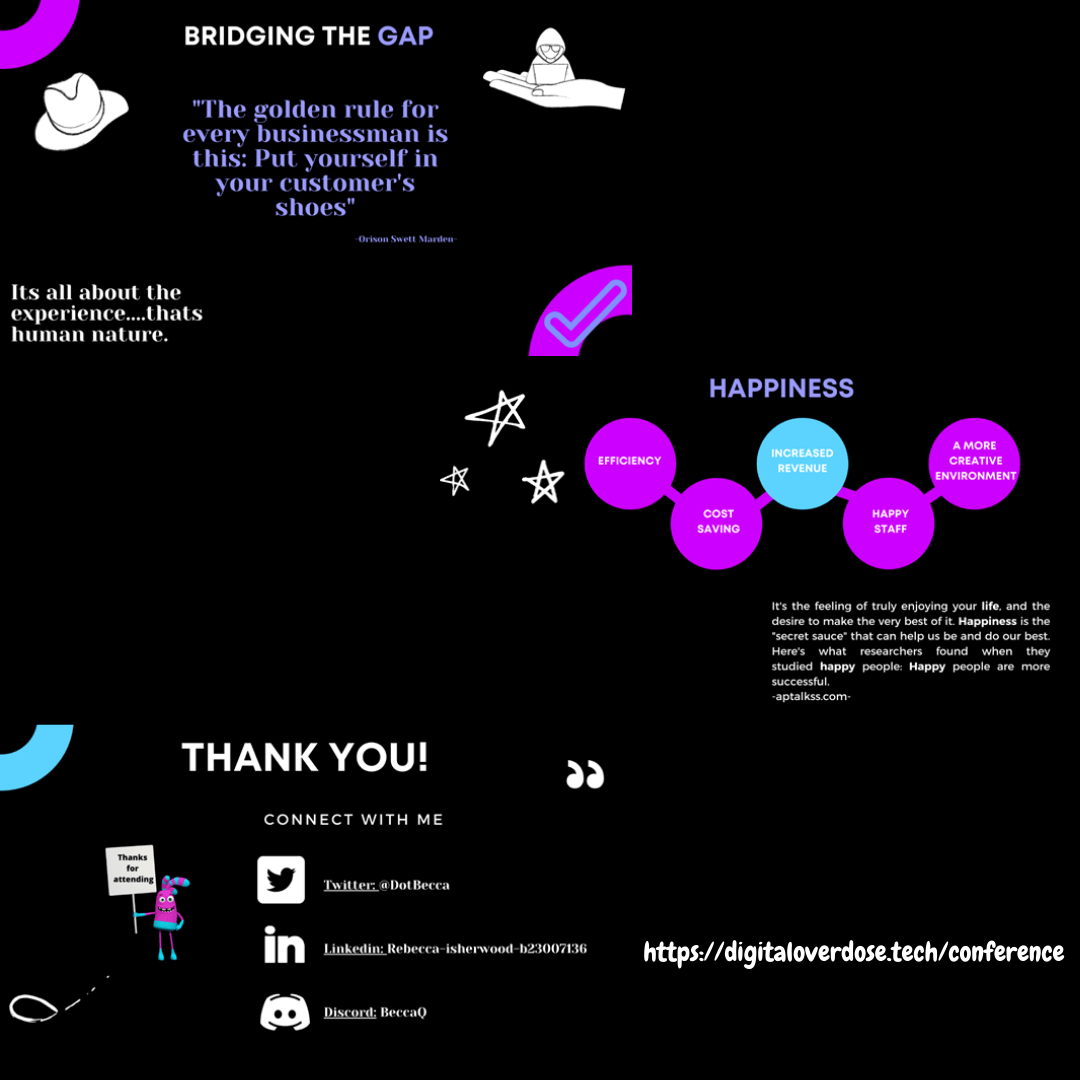 BRIDGING THE GAP
"The golden rule for
every businessman is
this: Put yourself in
your customer's
shoes"
-Orison Swett Marden-
Its all about the
experience....thats
human nature.
HAPPINESS
EFFICIENCY
COST
SAVING
INCREASED
REVENUE
HAPPY
STAFF
A MORE
CREATIVE
ENVIRONMENT
It's the feeling of truly enjoying your life, and the
desire to make the very best of it. Happiness is the
"secret sauce" that can help us be and do our best.
Here's what researchers found when they
studied happy people: Happy people are more
successful.
-aptalkss.com-
THANK YOU!
CONNECT WITH ME
Thanks
for
attending
Twitter: @DotBecca
Linkedin: Rebecca-isherwood-b23007136
Discord: BeccaQ
https://digitaloverdose.tech/conference